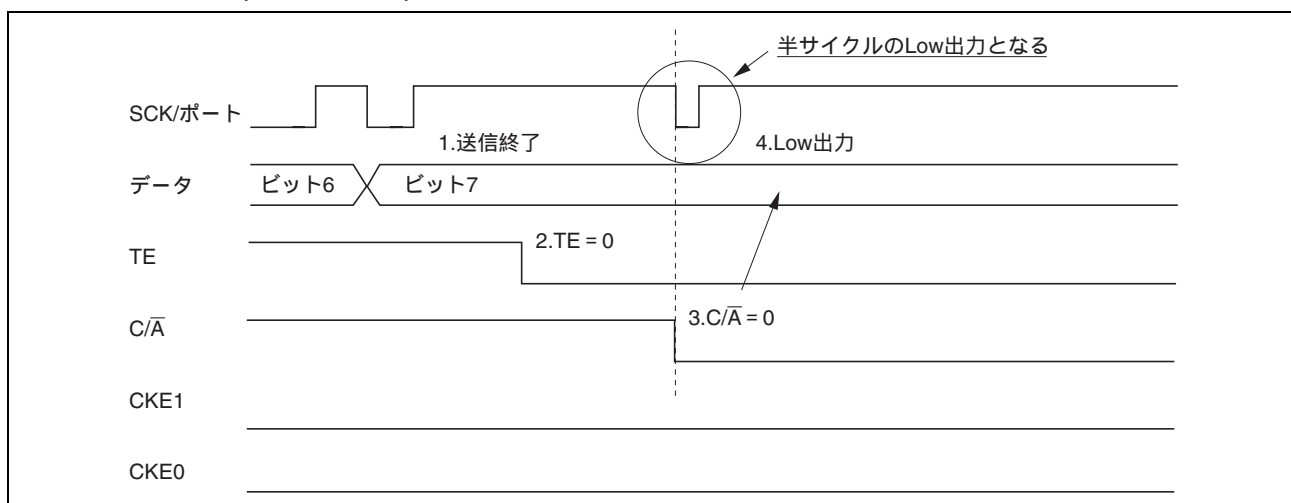 半サイクルのLow出力となる
SCK/ポート
1.送信終了
4.Low出力
データ
ビット6
ビット7
TE
2.TE = 0
C/A̅
3.C/A̅ = 0
CKE1
CKE0